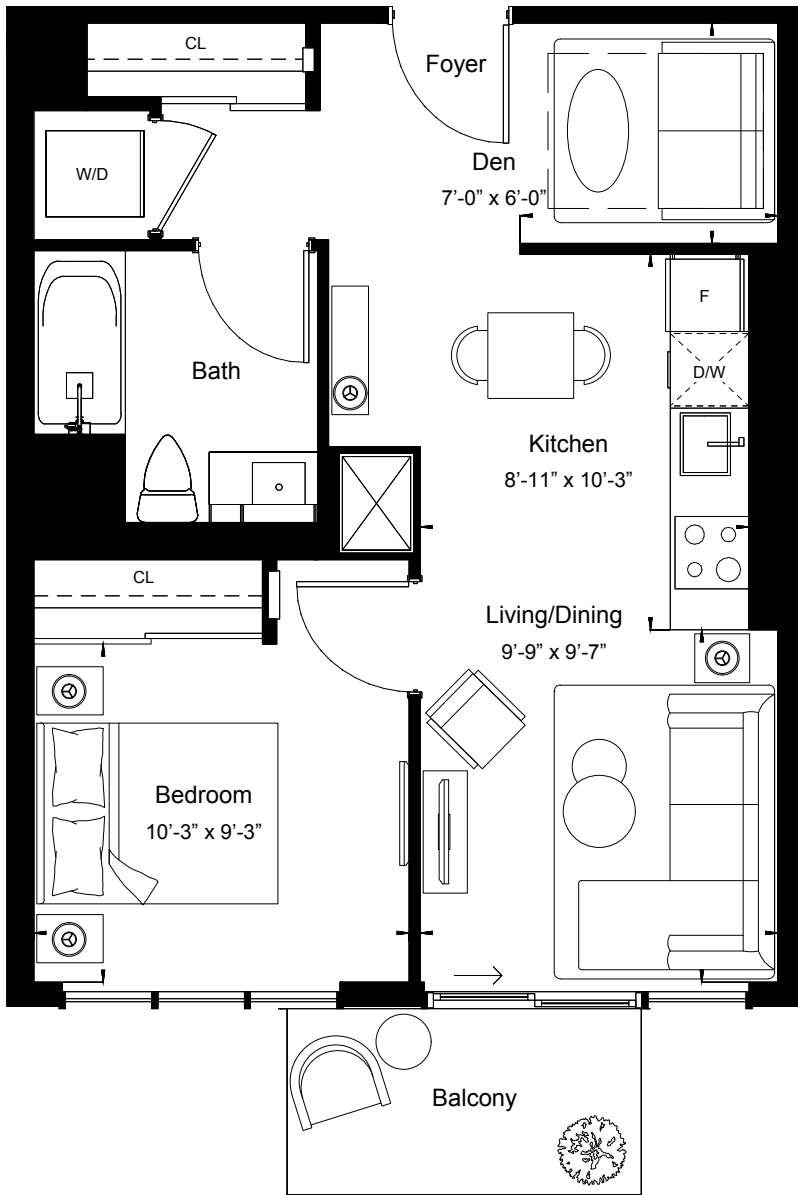 CL
Foyer
W/D
Den
7’-0” x 6’-0”
F
Bath
D/W
Kitchen
8’-11” x 10’-3”
CL
Living/Dining
9’-9” x 9’-7”
Bedroom
10’-3” x 9’-3”
Balcony